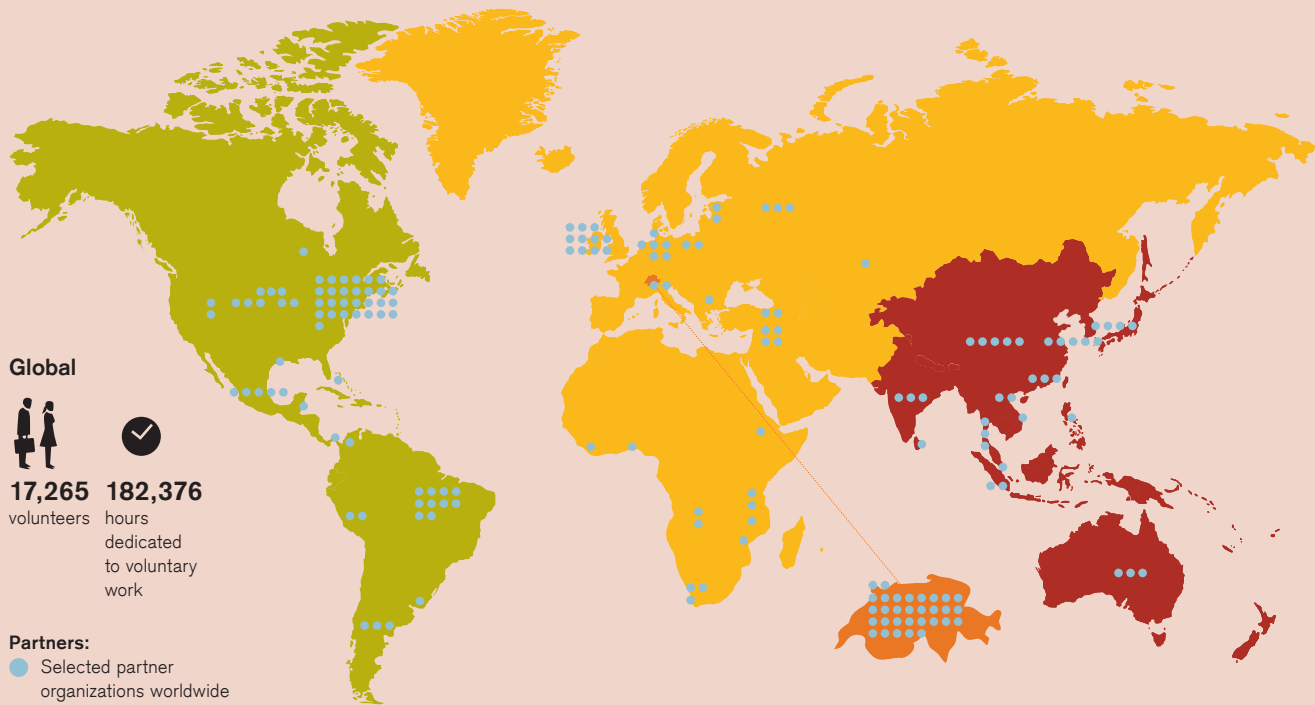 Global
17,265
volunteers
182,376
hours
dedicated
to voluntary
work
Partners:
Selected partner
organizations worldwide